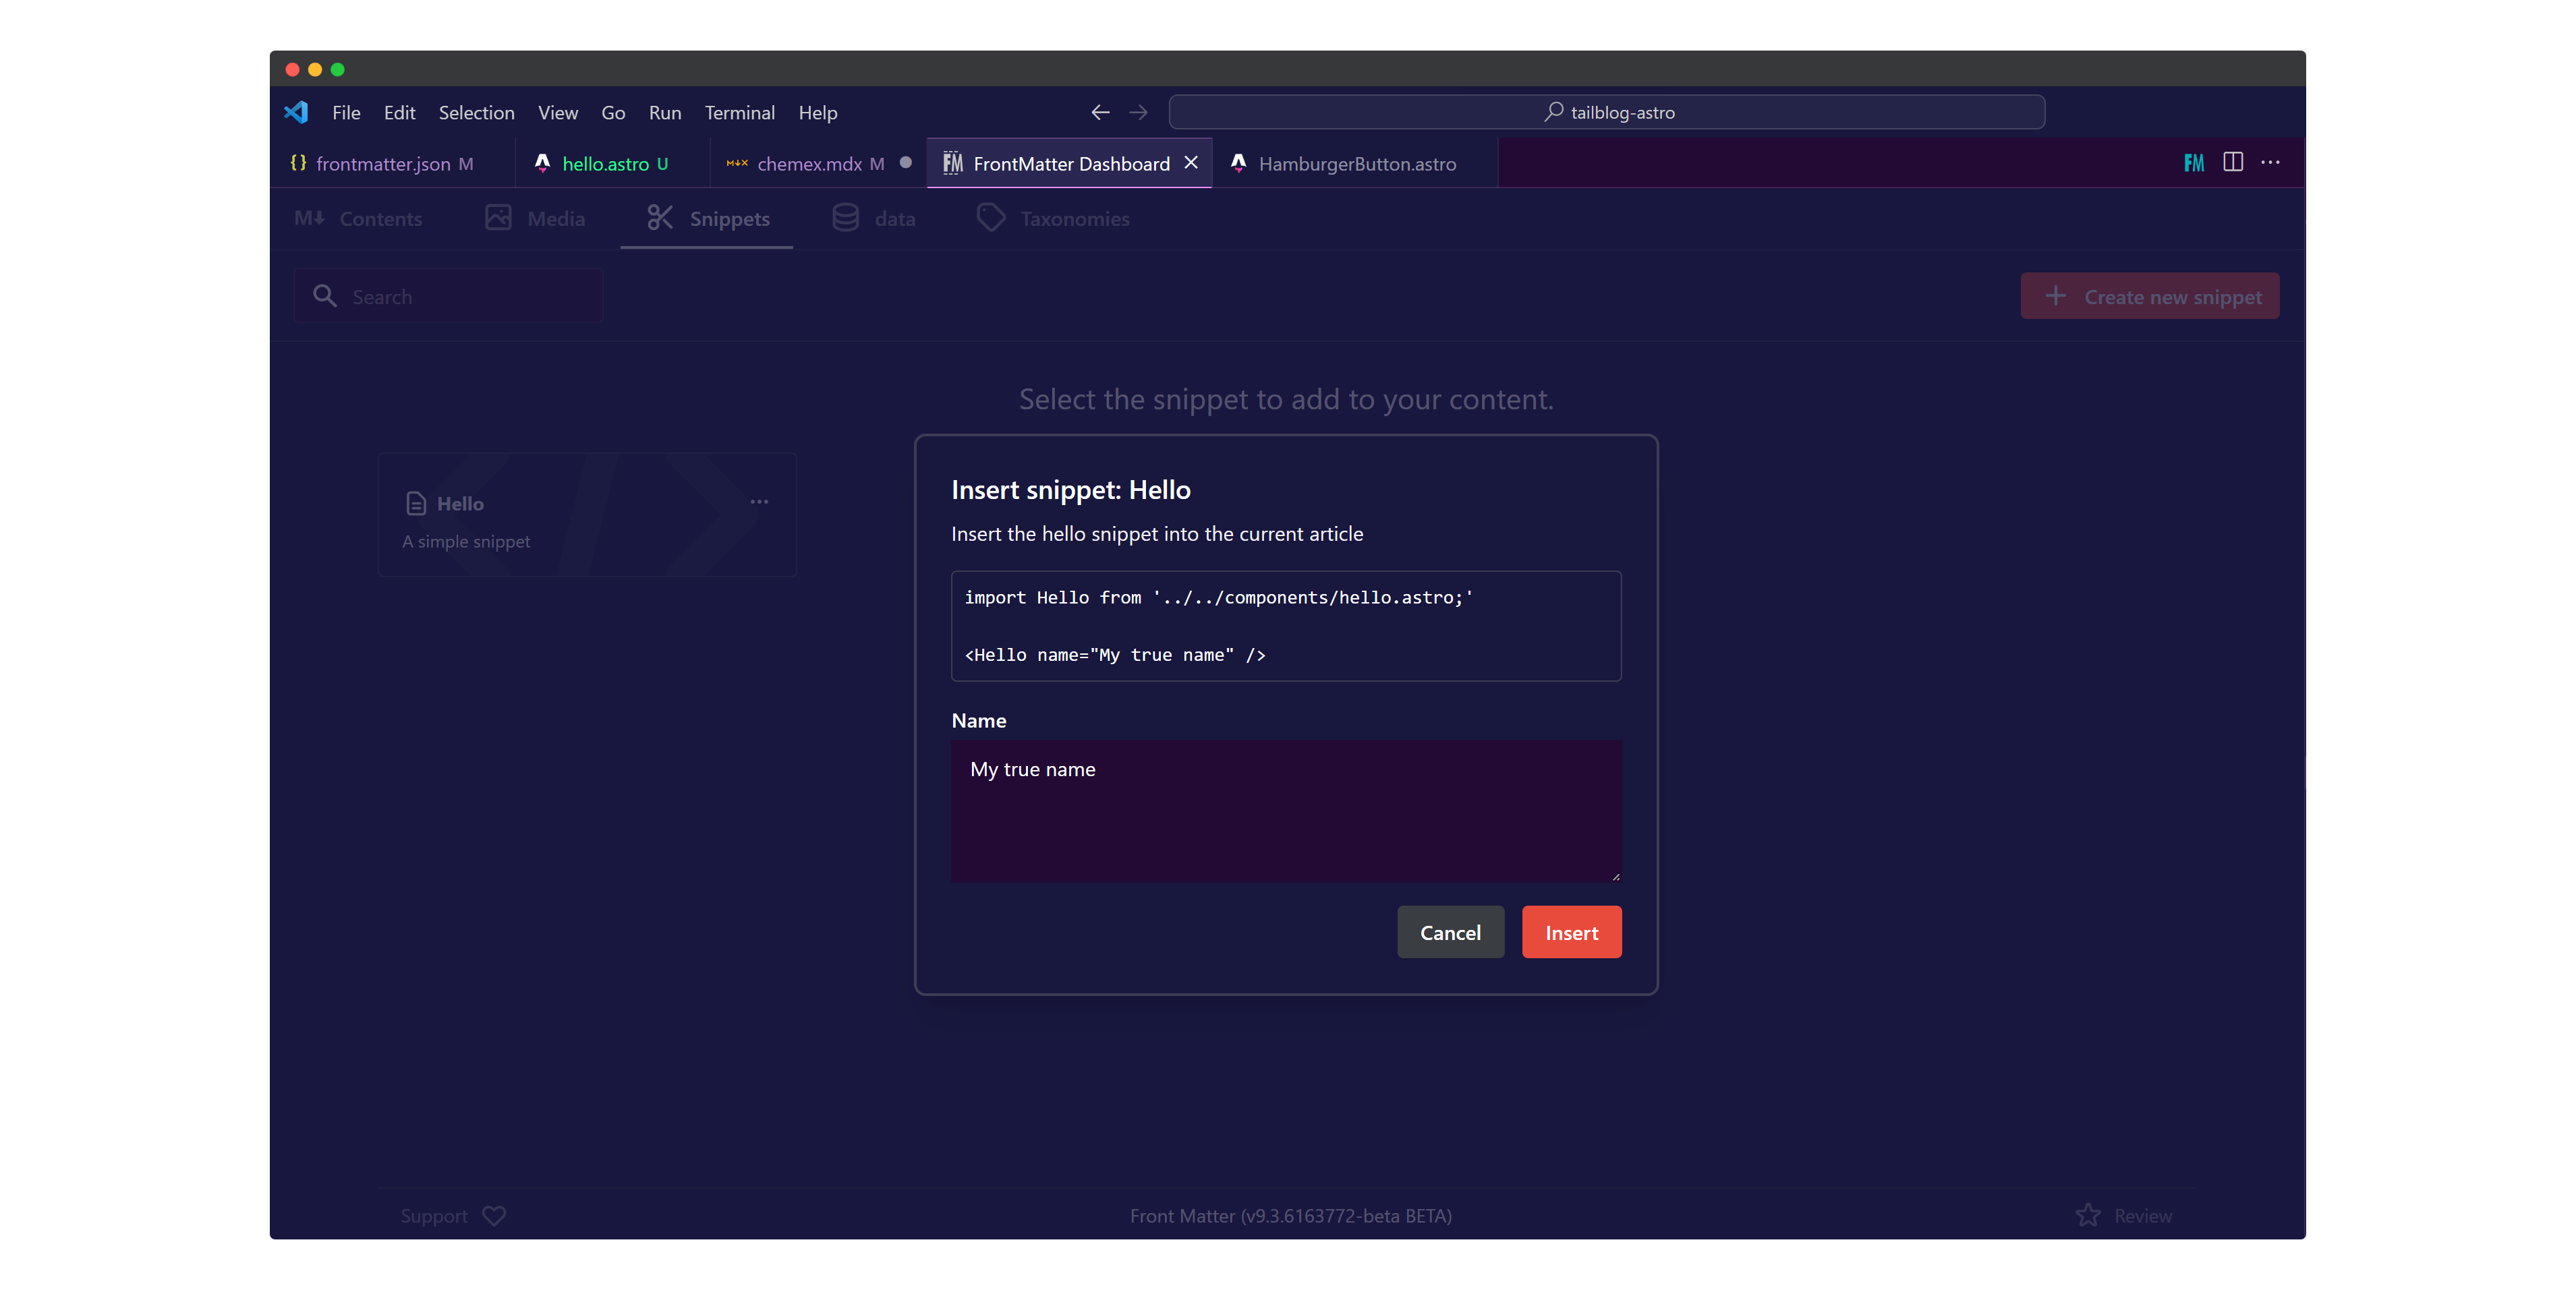 File Edit Selection View Go Run Terminal Help tailblog-astro
{} frontmatter.json M hello.astro U M↓X chemex.mdx M FM FrontMatter Dashboard HamburgerButton.astro FM
M↓ Contents Media Snippets data Taxonomies
Search Create new snippet
Select the snippet to add to your content.
Hello
A simple snippet
Insert snippet: Hello
Insert the hello snippet into the current article
import Hello from '../../components/hello.astro;'
<Hello name="My true name" />
Name
My true name
Cancel Insert
Support Front Matter (v9.3.6163772-beta BETA) Review